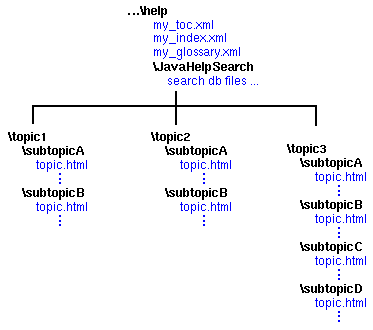 ...\help
my_toc.xml
my_index.xml
my_glossary.xml
\JavaHelpSearch
search db files ...
\topic1
\subtopicA
topic.html
\subtopicB
topic.html
\topic2
\subtopicA
topic.html
\subtopicB
topic.html
\topic3
\subtopicA
topic.html
\subtopicB
topic.html
\subtopicC
topic.html
\subtopicD
topic.html